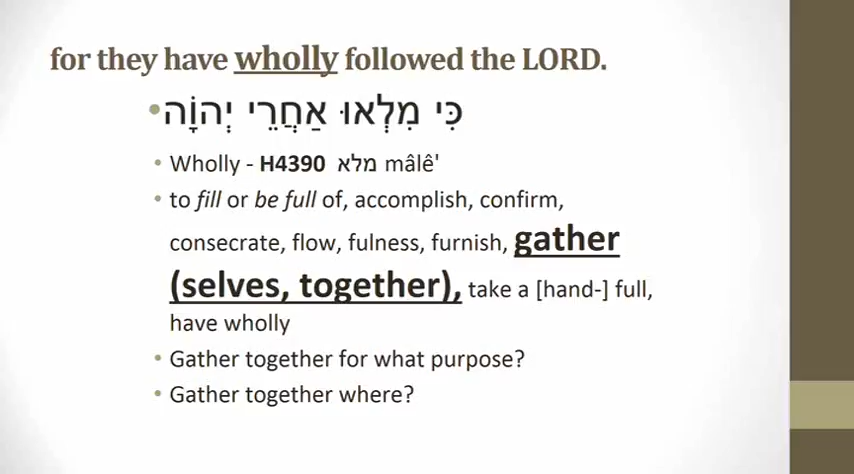 for they have wholly followed the LORD.
•כִּי מִלְאוּ אַחֲרֵי יְהוָֹה
• Wholly - H4390 מלא mâlê'
• to fill or be full of, accomplish, confirm,
consecrate, flow, fulness, furnish, gather
(selves, together), take a [hand-] full,
have wholly
• Gather together for what purpose?
• Gather together where?